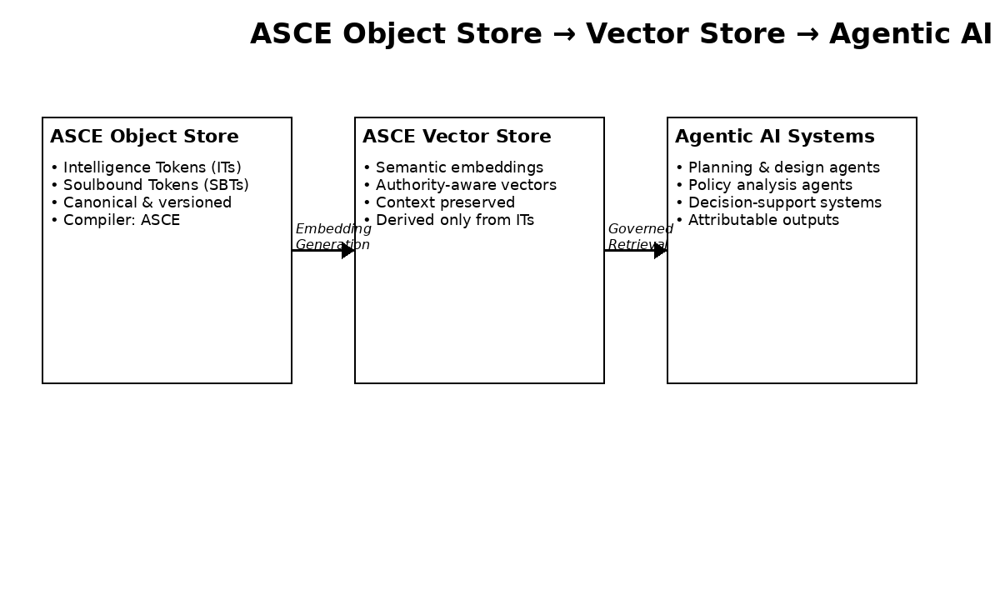 ASCE Object Store → Vector Store → Agentic AI
ASCE Object Store
• Intelligence Tokens (ITs)
• Soulbound Tokens (SBTs)
• Canonical & versioned
• Compiler: ASCE
Embedding
Generation
ASCE Vector Store
• Semantic embeddings
• Authority-aware vectors
• Context preserved
• Derived only from ITs
Governed
Retrieval
Agentic AI Systems
• Planning & design agents
• Policy analysis agents
• Decision-support systems
• Attributable outputs